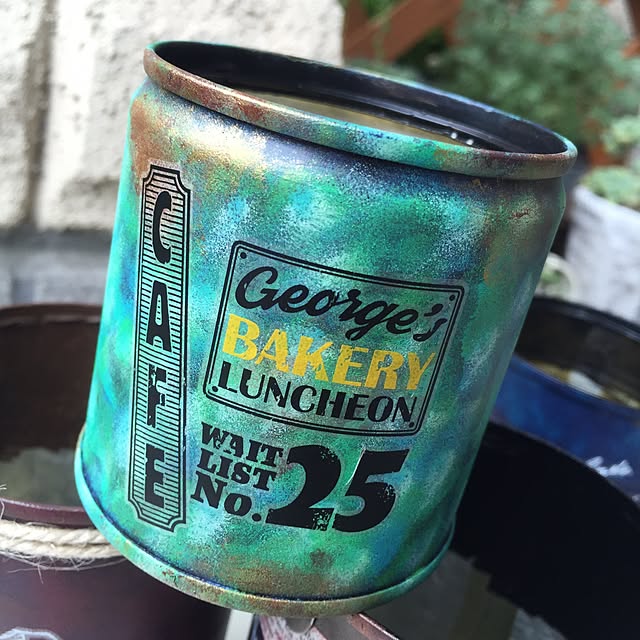 CAFE
George's
BAKERY
LUNCHEON
WAIT
LIST
No. 25